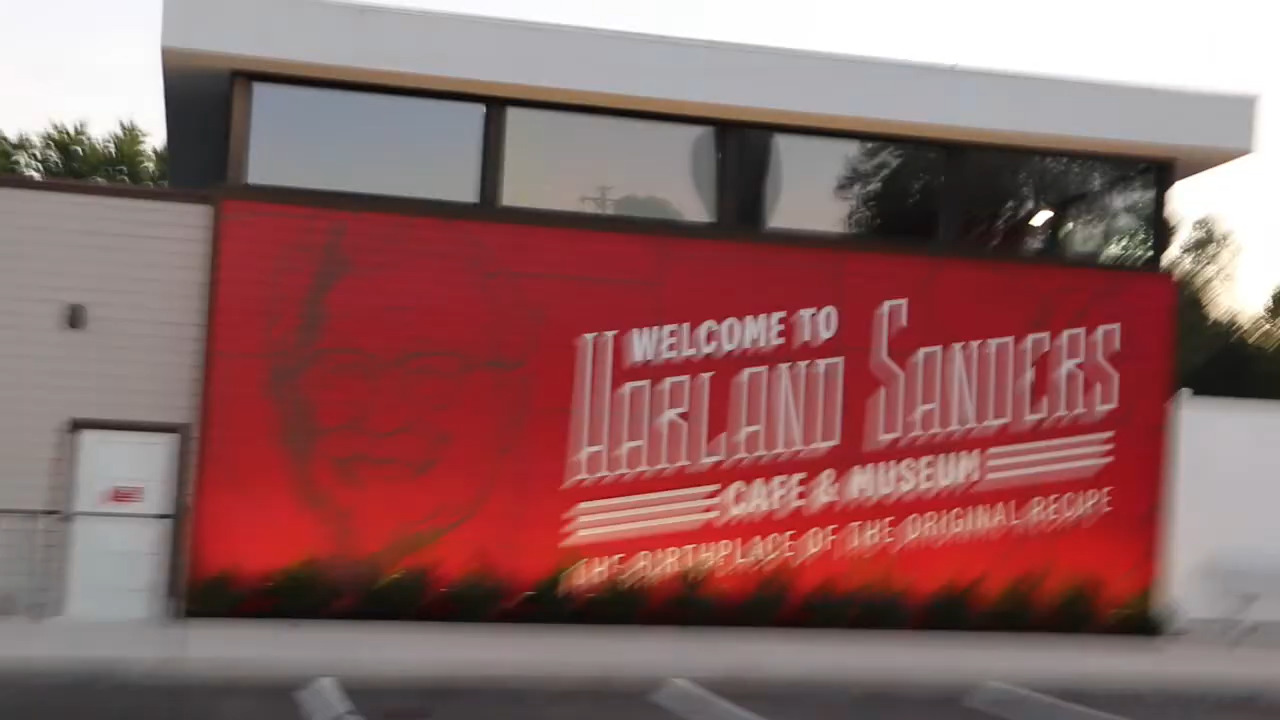 WELCOME TO
HARLAND SANDERS
CAFE & MUSEUM
THE BIRTHPLACE OF THE ORIGINAL RECIPE